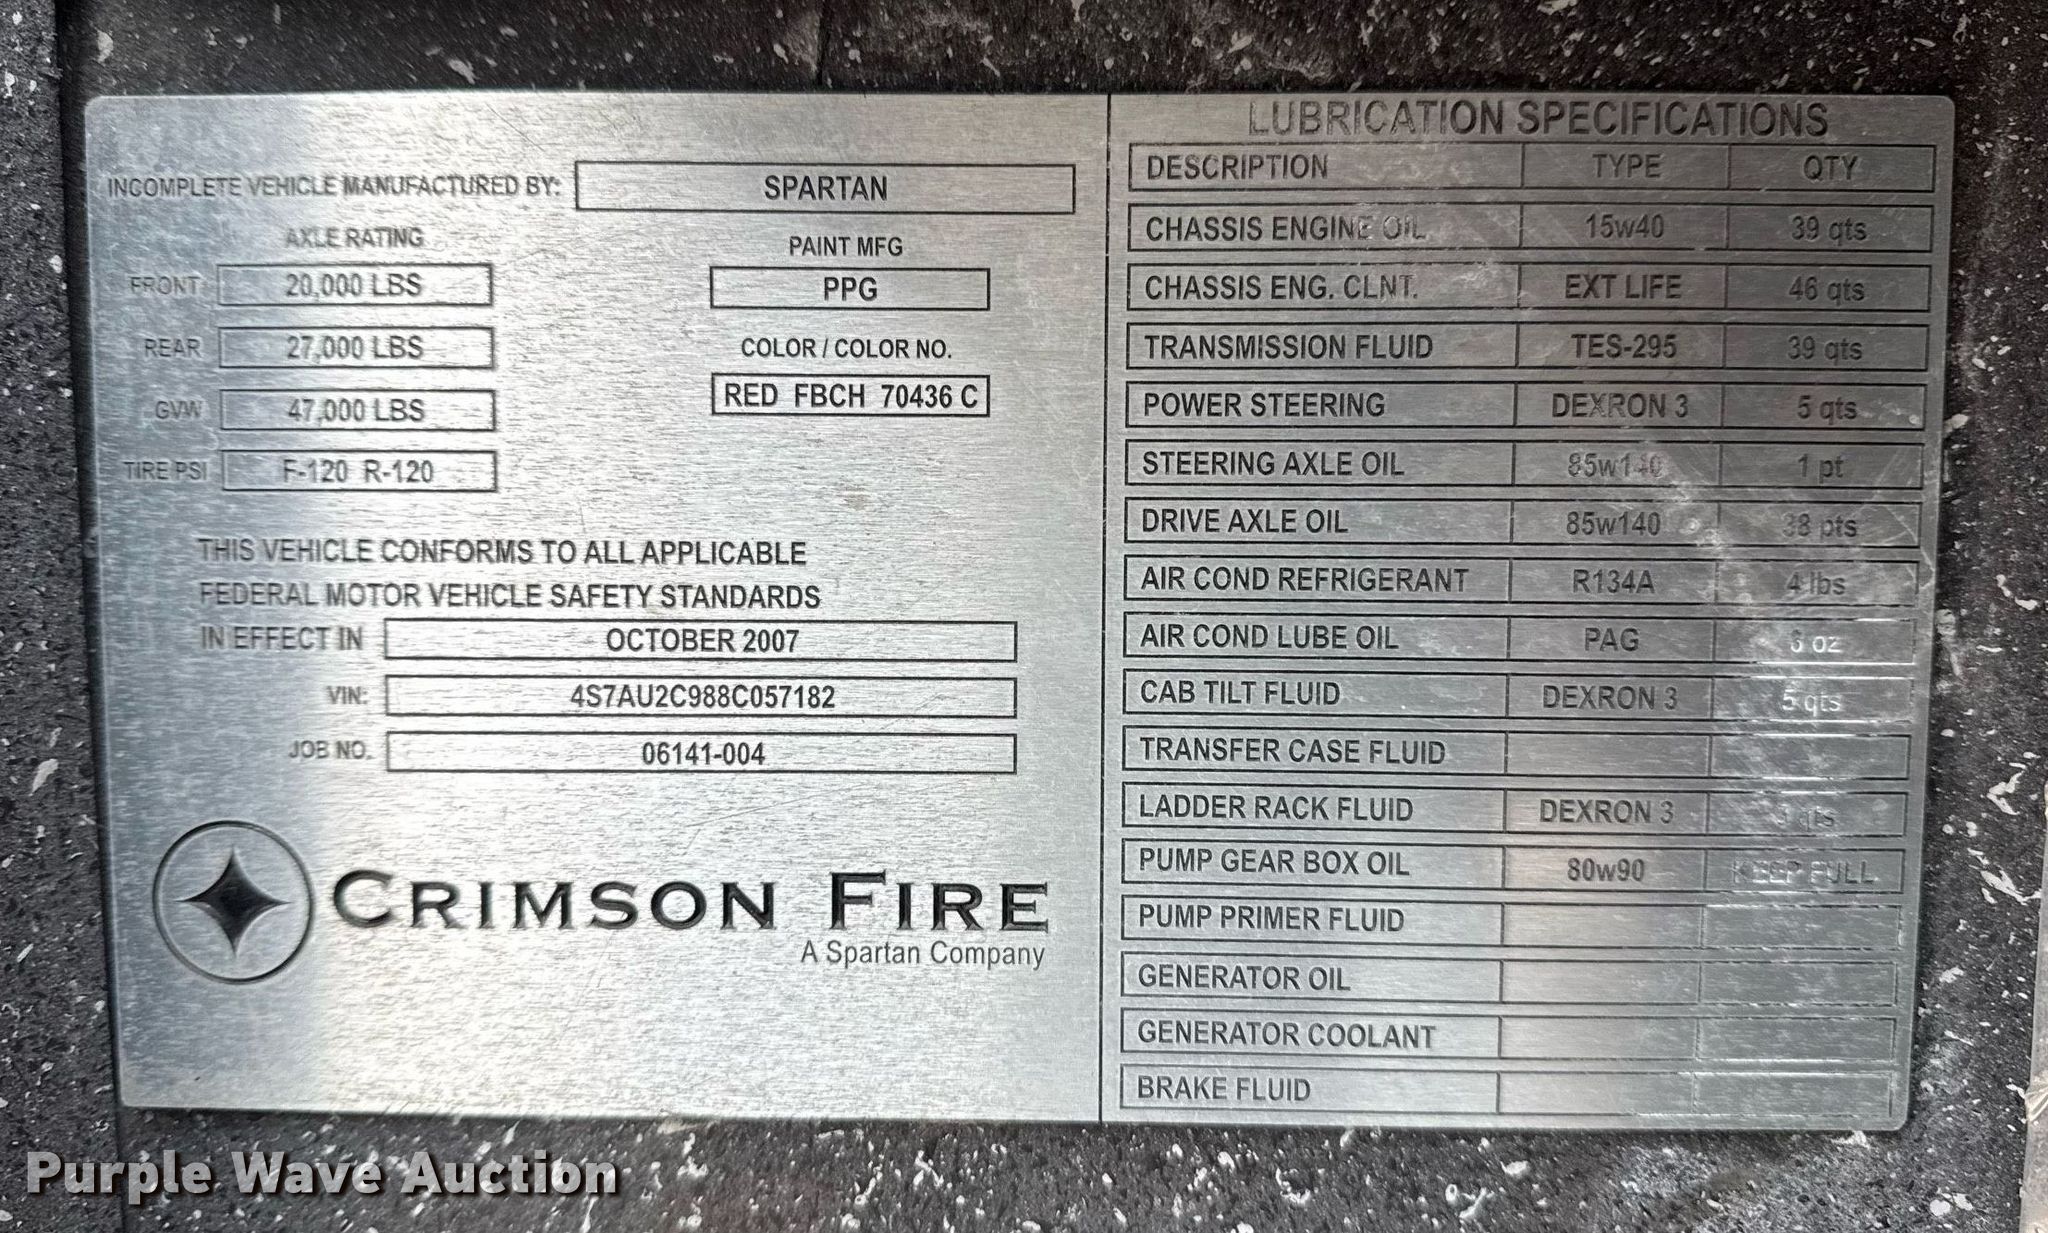 INCOMPLETE VEHICLE MANUFACTURED BY: SPARTAN
AXLE RATING
FRONT 20,000 LBS
REAR 27,000 LBS
GVW 47,000 LBS
TIRE PSI F-120 R-120
PAINT MFG
PPG
COLOR / COLOR NO.
RED FBCH 70436 C
THIS VEHICLE CONFORMS TO ALL APPLICABLE
FEDERAL MOTOR VEHICLE SAFETY STANDARDS
IN EFFECT IN OCTOBER 2007
VIN: 4S7AU2C988C057182
JOB NO. 06141-004
CRIMSON FIRE
A Spartan Company
LUBRICATION SPECIFICATIONS
DESCRIPTION TYPE QTY
CHASSIS ENGINE OIL 15w40 39 qts
CHASSIS ENG. CLNT. EXT LIFE 46 qts
TRANSMISSION FLUID TES-295 39 qts
POWER STEERING DEXRON 3 5 qts
STEERING AXLE OIL 85w140 1 pt
DRIVE AXLE OIL 85w140 38 pts
AIR COND REFRIGERANT R134A 4 lbs
AIR COND LUBE OIL PAG oz
CAB TILT FLUID DEXRON 3 5 qts
TRANSFER CASE FLUID
LADDER RACK FLUID DEXRON 3 qts
PUMP GEAR BOX OIL 80w90 KEEP FULL
PUMP PRIMER FLUID
GENERATOR OIL
GENERATOR COOLANT
BRAKE FLUID
Purple Wave Auction